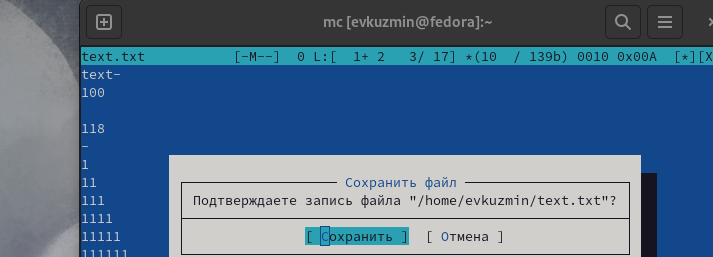 mc [evkuzmin@fedora]:~
text.txt [-M--] 0 L:[ 1+ 2 3/ 17] *(10 / 139b) 0010 0x00A [*][X
text-
100
118
-
1
11
111
1111
11111
111111
Сохранить файл
Подтверждаете запись файла "/home/evkuzmin/text.txt"?
[ Сохранить ] [ Отмена ]